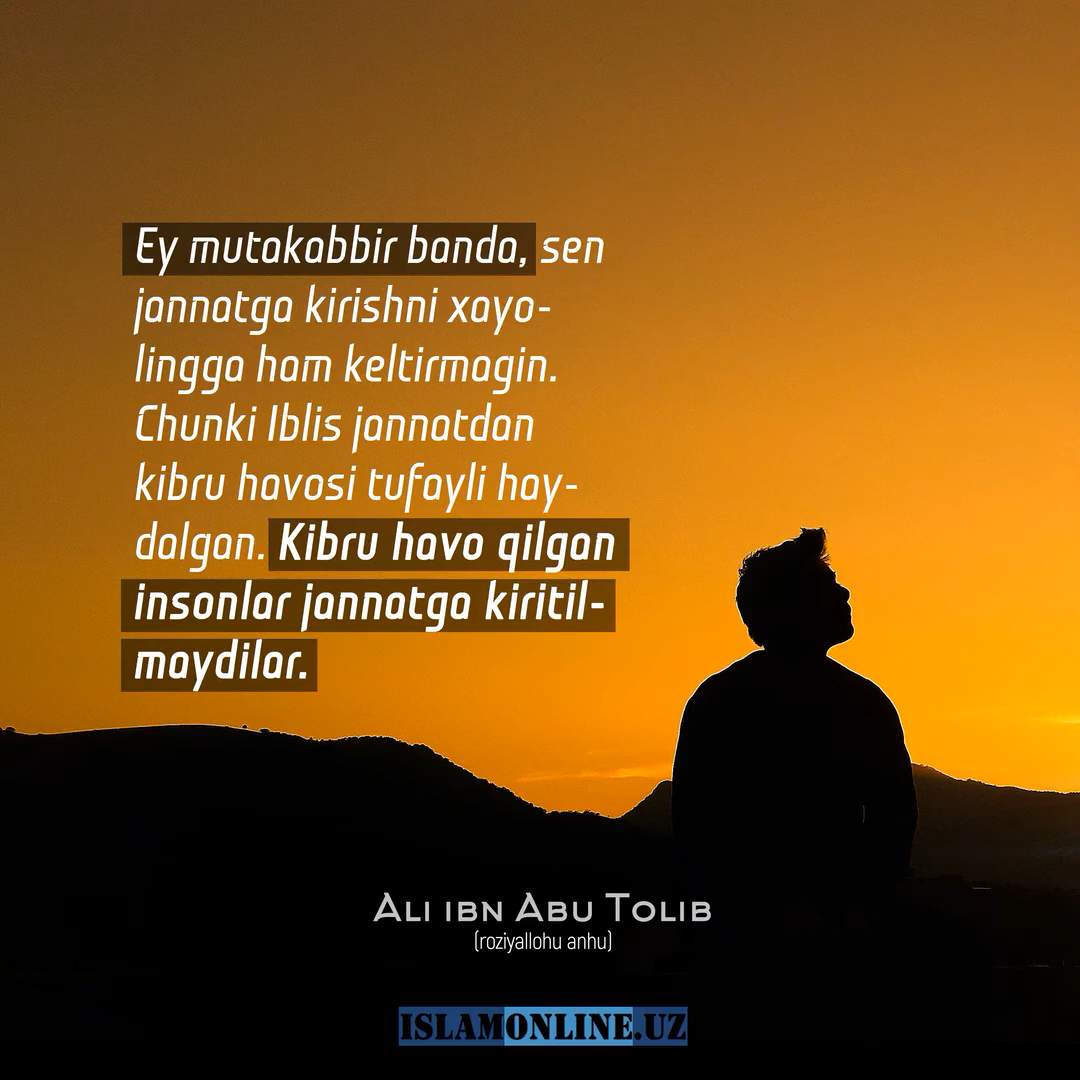 Ey mutakabbir banda, sen
jannatga kirishni xayo-
lingga ham keltirmagin.
Chunki Iblis jannatdan
kibru havosi tufayli hay-
dalgan. Kibru havo qilgan
insonlar jannatga kiritil-
maydilar.
ALI IBN ABU TOLIB
(roziyallohu anhu)
ISLAMONLINE.UZ